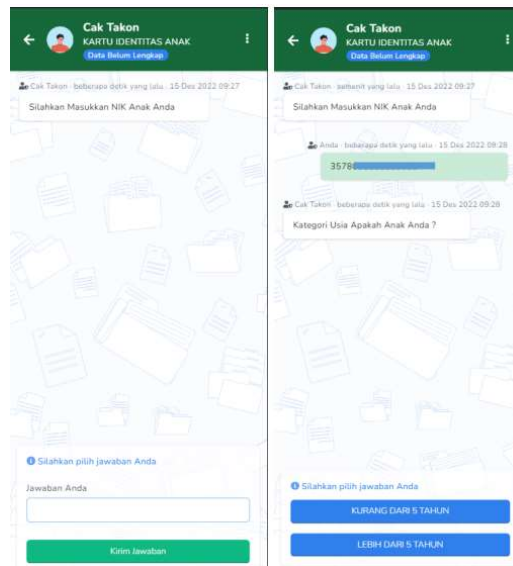 Cak Takon
KARTU IDENTITAS ANAK
Data Belum Lengkap
Cak Takon · beberapa detik yang lalu · 15 Des 2022 09:27
Silahkan Masukkan NIK Anak Anda
Silahkan pilih jawaban Anda
Jawaban Anda
Kirim Jawaban
Cak Takon
KARTU IDENTITAS ANAK
Data Belum Lengkap
Cak Takon · semenit yang lalu · 15 Des 2022 09:27
Silahkan Masukkan NIK Anak Anda
Anda · beberapa detik yang lalu · 15 Des 2022 09:28
3578
Cak Takon · beberapa detik yang lalu · 15 Des 2022 09:28
Kategori Usia Apakah Anak Anda ?
Silahkan pilih jawaban Anda
KURANG DARI 5 TAHUN
LEBIH DARI 5 TAHUN